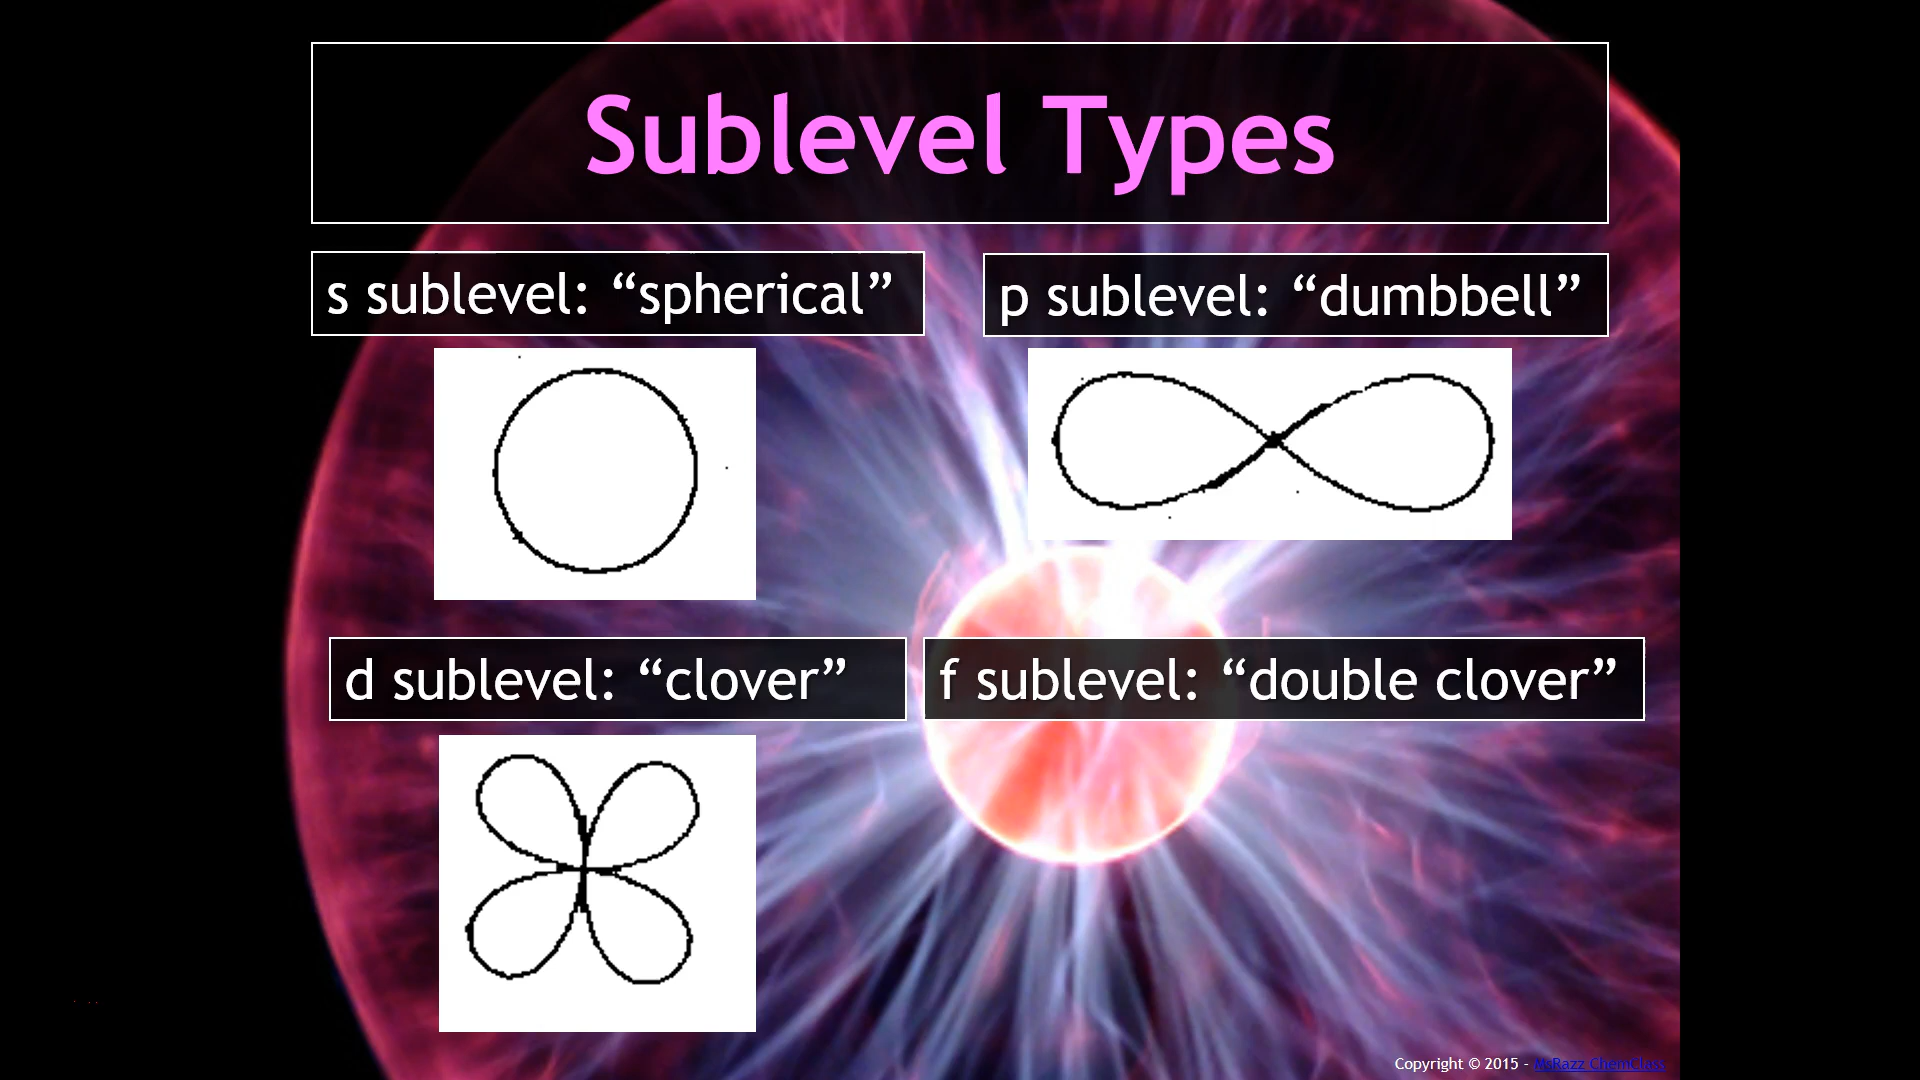 Sublevel Types
s sublevel: “spherical”
p sublevel: “dumbbell”
d sublevel: “clover”
f sublevel: “double clover”
Copyright © 2015 - MsRazz ChemClass